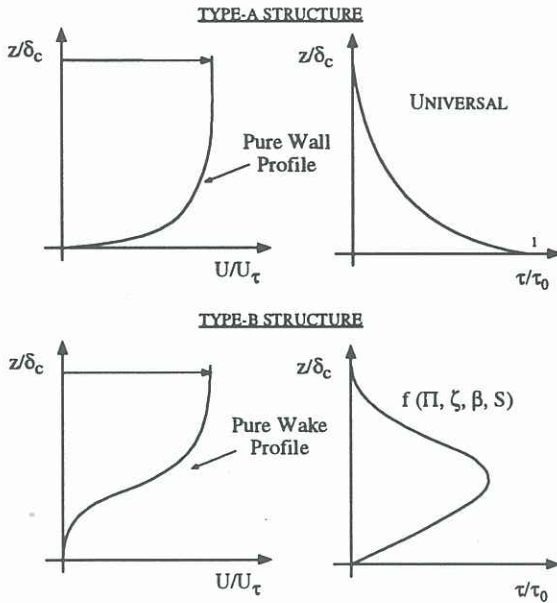 TYPE-A STRUCTURE
z/δc
Pure Wall
Profile
U/Uτ
z/δc
UNIVERSAL
1
τ/τ0
TYPE-B STRUCTURE
z/δc
Pure Wake
Profile
U/Uτ
z/δc
f (Π, ζ, β, S)
τ/τ0